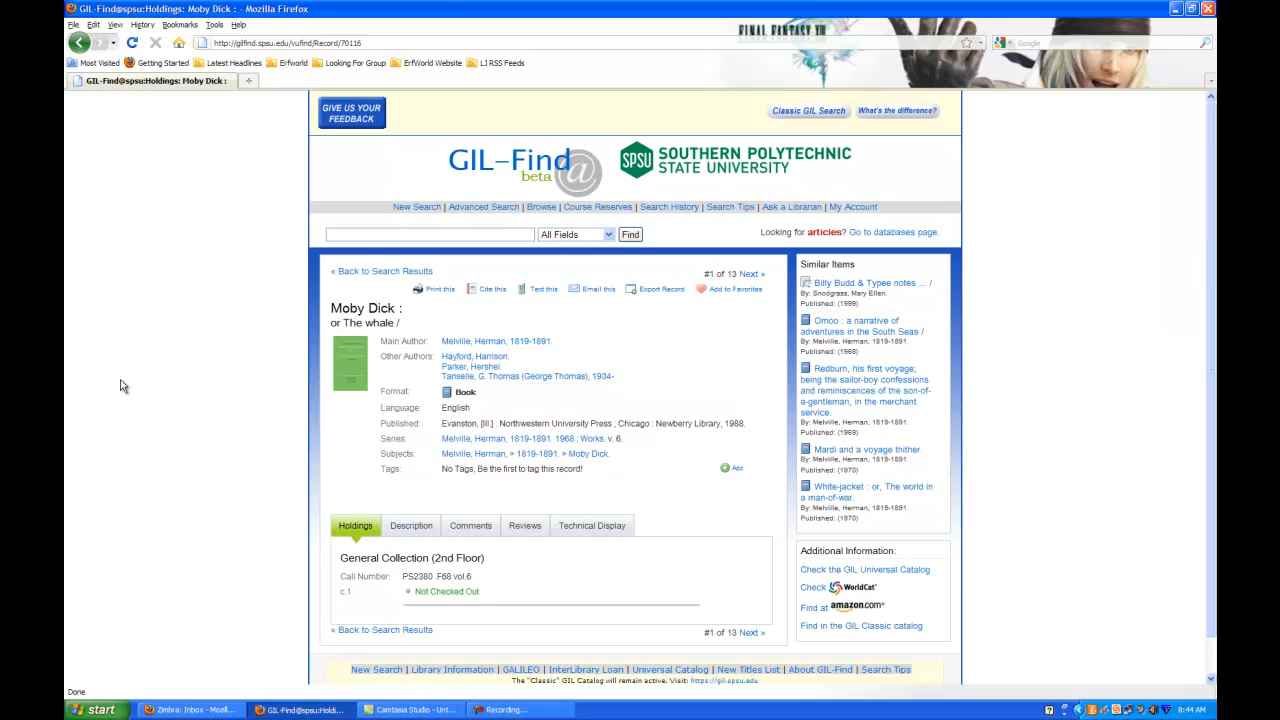 GIL-Find@spsu:Holdings: Moby Dick : - Mozilla Firefox
File Edit View History Bookmarks Tools Help
FINAL FANTASY XIII
http://gilfind.spsu.edu/vufind/Record/70116
Google
Most Visited Getting Started Latest Headlines Erfworld Looking For Group ErfWorld Website LJ RSS Feeds
GIL-Find@spsu:Holdings: Moby Dick :
GIVE US YOUR FEEDBACK
Classic GIL Search What's the difference?
GIL-Find @ beta
SPSU SOUTHERN POLYTECHNIC STATE UNIVERSITY
New Search | Advanced Search | Browse | Course Reserves | Search History | Search Tips | Ask a Librarian | My Account
All Fields Find
Looking for articles? Go to databases page.
« Back to Search Results
#1 of 13 Next »
Print this Cite this Text this Email this Export Record Add to Favorites
Moby Dick :
or The whale /
Main Author: Melville, Herman, 1819-1891.
Other Authors: Hayford, Harrison.
Parker, Hershel.
Tanselle, G. Thomas (George Thomas), 1934-
Format: Book
Language: English
Published: Evanston, [Ill.] : Northwestern University Press ; Chicago : Newberry Library, 1988.
Series: Melville, Herman, 1819-1891. 1968 ; Works. v. 6.
Subjects: Melville, Herman, > 1819-1891. > Moby Dick.
Tags: No Tags, Be the first to tag this record!
Add
Holdings Description Comments Reviews Technical Display
General Collection (2nd Floor)
Call Number: PS2380 .F68 vol.6
c.1 Not Checked Out
« Back to Search Results
#1 of 13 Next »
Similar Items
Billy Budd & Typee notes ... /
By: Snodgrass, Mary Ellen.
Published: (1999)
Omoo : a narrative of
adventures in the South Seas /
By: Melville, Herman, 1819-1891.
Published: (1968)
Redburn, his first voyage;
being the sailor-boy confessions
and reminiscences of the son-of-
a-gentleman, in the merchant
service.
By: Melville, Herman, 1819-1891.
Published: (1969)
Mardi and a voyage thither.
By: Melville, Herman, 1819-1891.
Published: (1970)
White-jacket : or, The world in
a man-of-war.
By: Melville, Herman, 1819-1891.
Published: (1970)
Additional Information:
Check the GIL Universal Catalog
Check WorldCat
Find at amazon.com
Find in the GIL Classic catalog
New Search | Library Information | GALILEO | InterLibrary Loan | Universal Catalog | New Titles List | About GIL-Find | Search Tips
The "Classic" GIL Catalog will remain active. Visit: https://gil.spsu.edu
Done
start Zimbra: Inbox - Mozill... GIL-Find@spsu:Holdi... Camtasia Studio - Unt... Recording... 8:44 AM